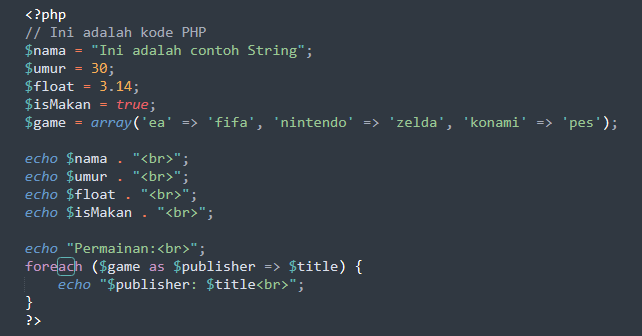 <?php
// Ini adalah kode PHP
$nama = "Ini adalah contoh String";
$umur = 30;
$float = 3.14;
$isMakan = true;
$game = array('ea' => 'fifa', 'nintendo' => 'zelda', 'konami' => 'pes');

echo $nama . "<br>";
echo $umur . "<br>";
echo $float . "<br>";
echo $isMakan . "<br>";

echo "Permainan:<br>";
foreach ($game as $publisher => $title) {
    echo "$publisher: $title<br>";
}
?>